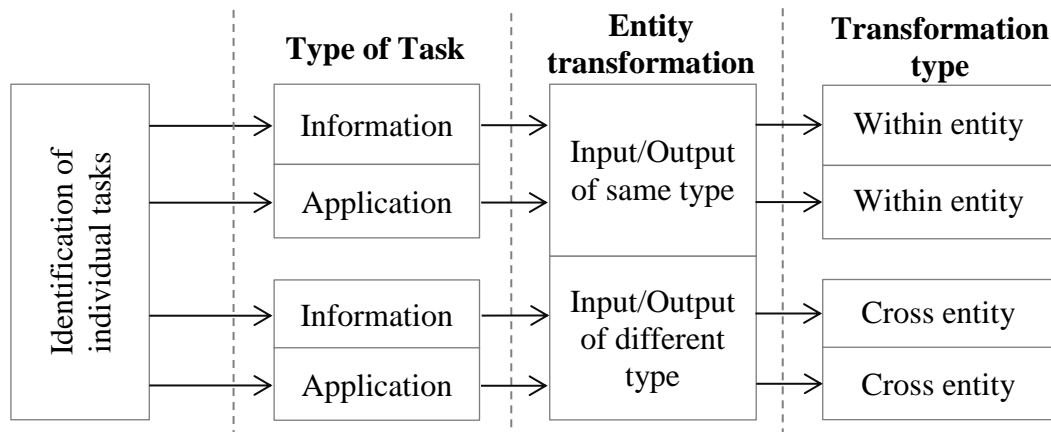 Type of Task
Entity
transformation
Transformation
type
Identification of
individual tasks
Information
Application
Information
Application
Input/Output
of same type
Input/Output
of different
type
Within entity
Within entity
Cross entity
Cross entity